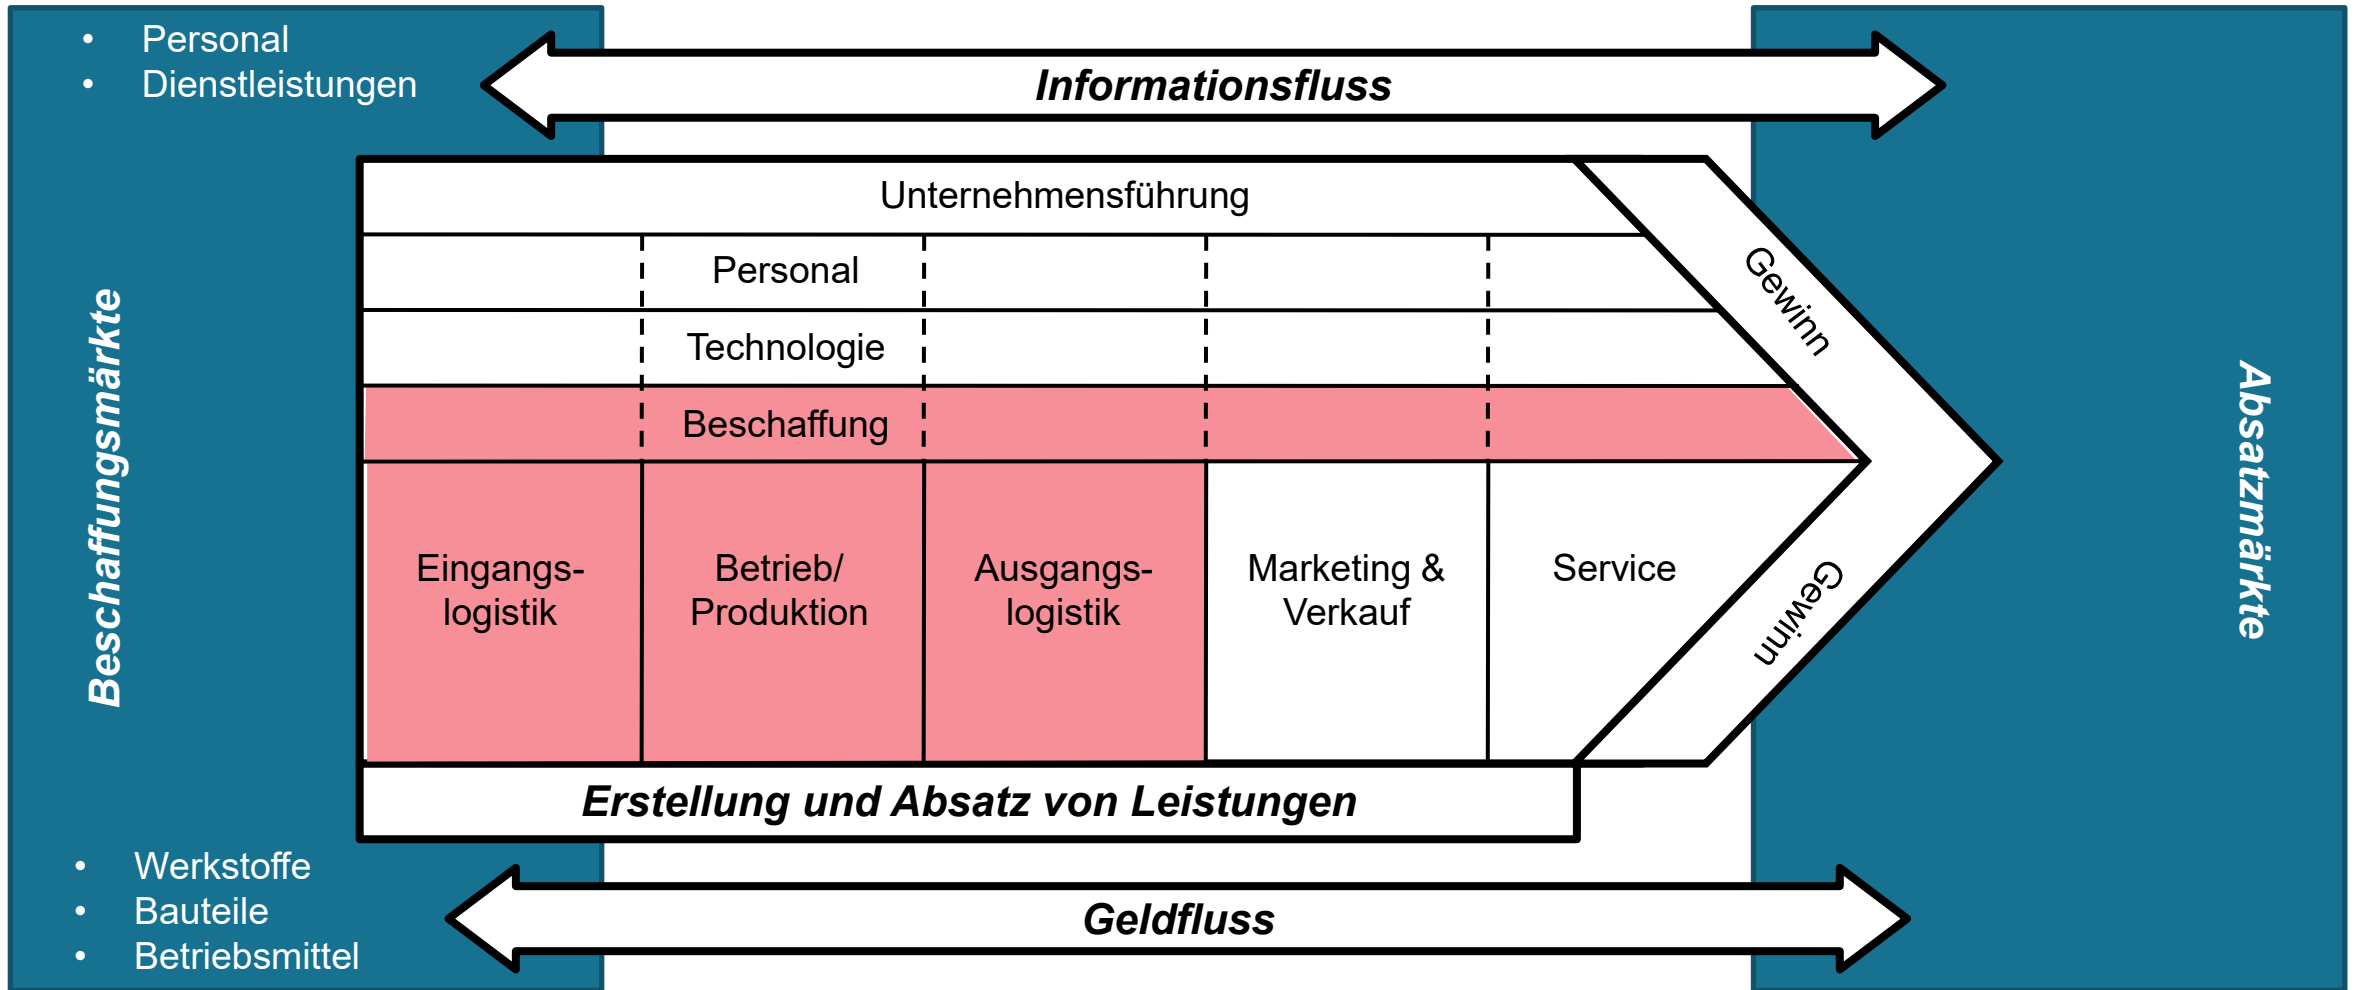 • Personal
• Dienstleistungen
Informationsfluss
Beschaffungsmärkte
Unternehmensführung
Personal
Technologie
Beschaffung
Eingangs-
logistik
Betrieb/
Produktion
Ausgangs-
logistik
Marketing &
Verkauf
Service
Gewinn
Gewinn
Absatzmärkte
Erstellung und Absatz von Leistungen
• Werkstoffe
• Bauteile
• Betriebsmittel
Geldfluss